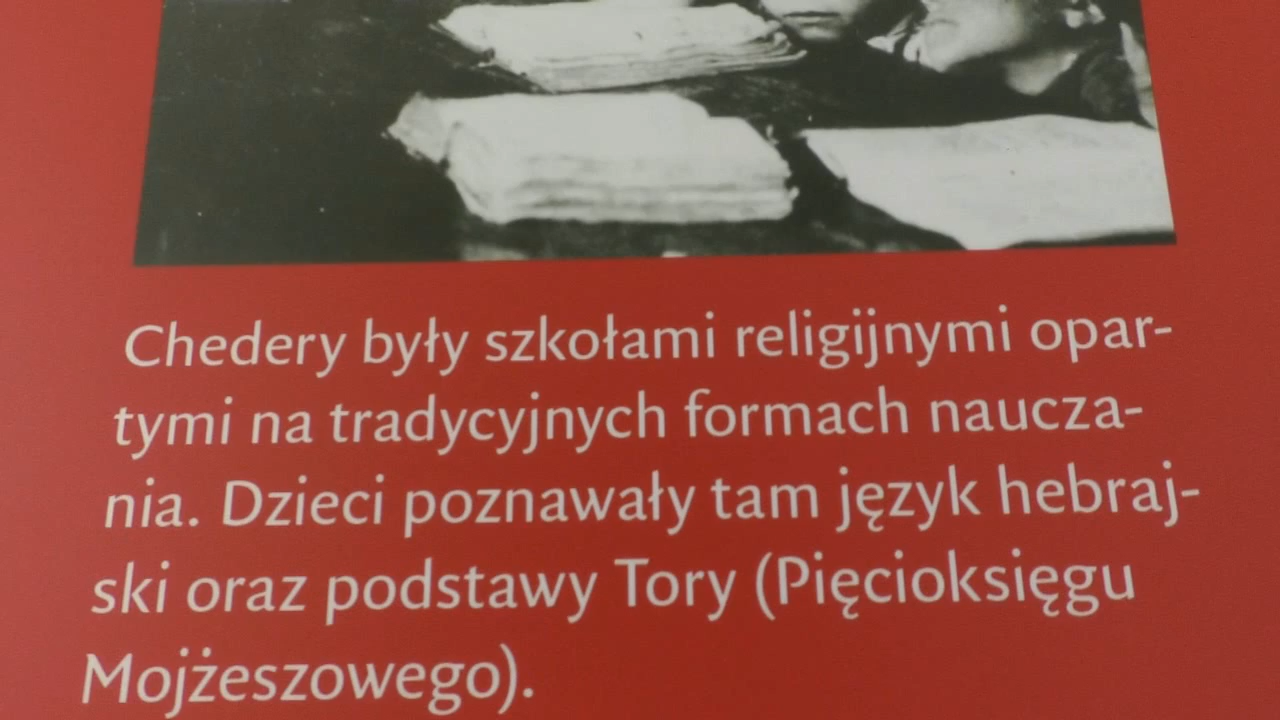 Chedery były szkołami religijnymi opar-
tymi na tradycyjnych formach naucza-
nia. Dzieci poznawały tam język hebraj-
ski oraz podstawy Tory (Pięcioksięgu
Mojżeszowego).